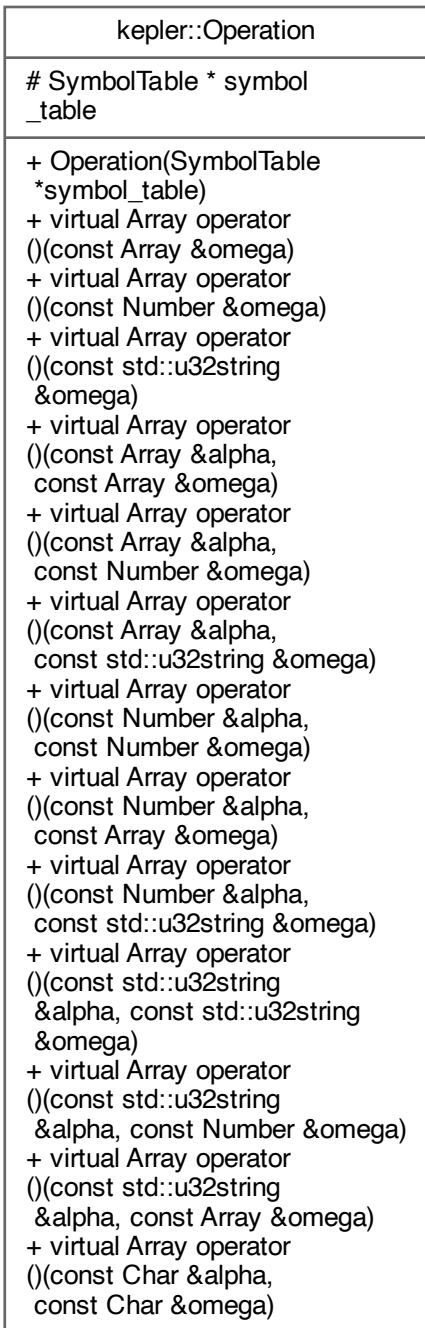 kepler::Operation
# SymbolTable * symbol
_table
+ Operation(SymbolTable
*symbol_table)
+ virtual Array operator
()(const Array &omega)
+ virtual Array operator
()(const Number &omega)
+ virtual Array operator
()(const std::u32string
&omega)
+ virtual Array operator
()(const Array &alpha,
const Array &omega)
+ virtual Array operator
()(const Array &alpha,
const Number &omega)
+ virtual Array operator
()(const Array &alpha,
const std::u32string &omega)
+ virtual Array operator
()(const Number &alpha,
const Number &omega)
+ virtual Array operator
()(const Number &alpha,
const Array &omega)
+ virtual Array operator
()(const Number &alpha,
const std::u32string &omega)
+ virtual Array operator
()(const std::u32string
&alpha, const std::u32string
&omega)
+ virtual Array operator
()(const std::u32string
&alpha, const Number &omega)
+ virtual Array operator
()(const std::u32string
&alpha, const Array &omega)
+ virtual Array operator
()(const Char &alpha,
const Char &omega)